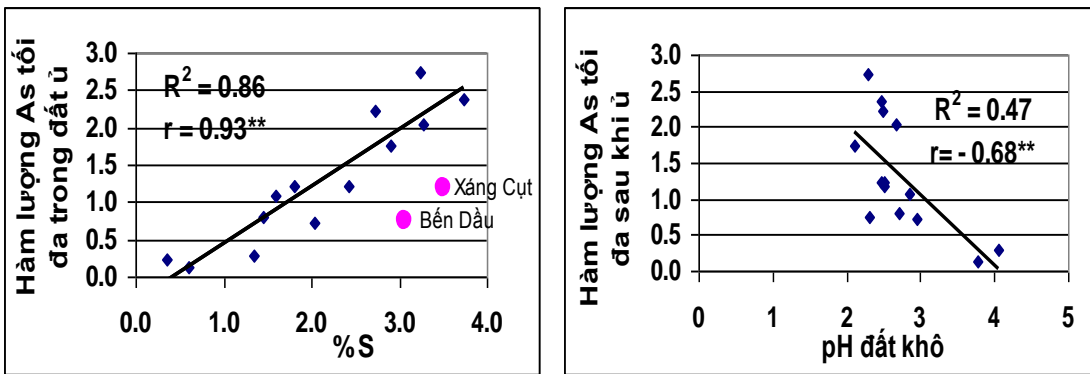 Hàm lượng As tối
đa trong đất ủ
3.0
2.5
2.0
1.5
1.0
0.5
0.0
R² = 0.86
r = 0.93**
Xáng Cụt
Bến Dầu
0.0 1.0 2.0 3.0 4.0
%S
Hàm lượng As tối
đa sau khi ủ
3.0
2.5
2.0
1.5
1.0
0.5
0.0
R² = 0.47
r= - 0.68**
0 1 2 3 4 5
pH đất khô